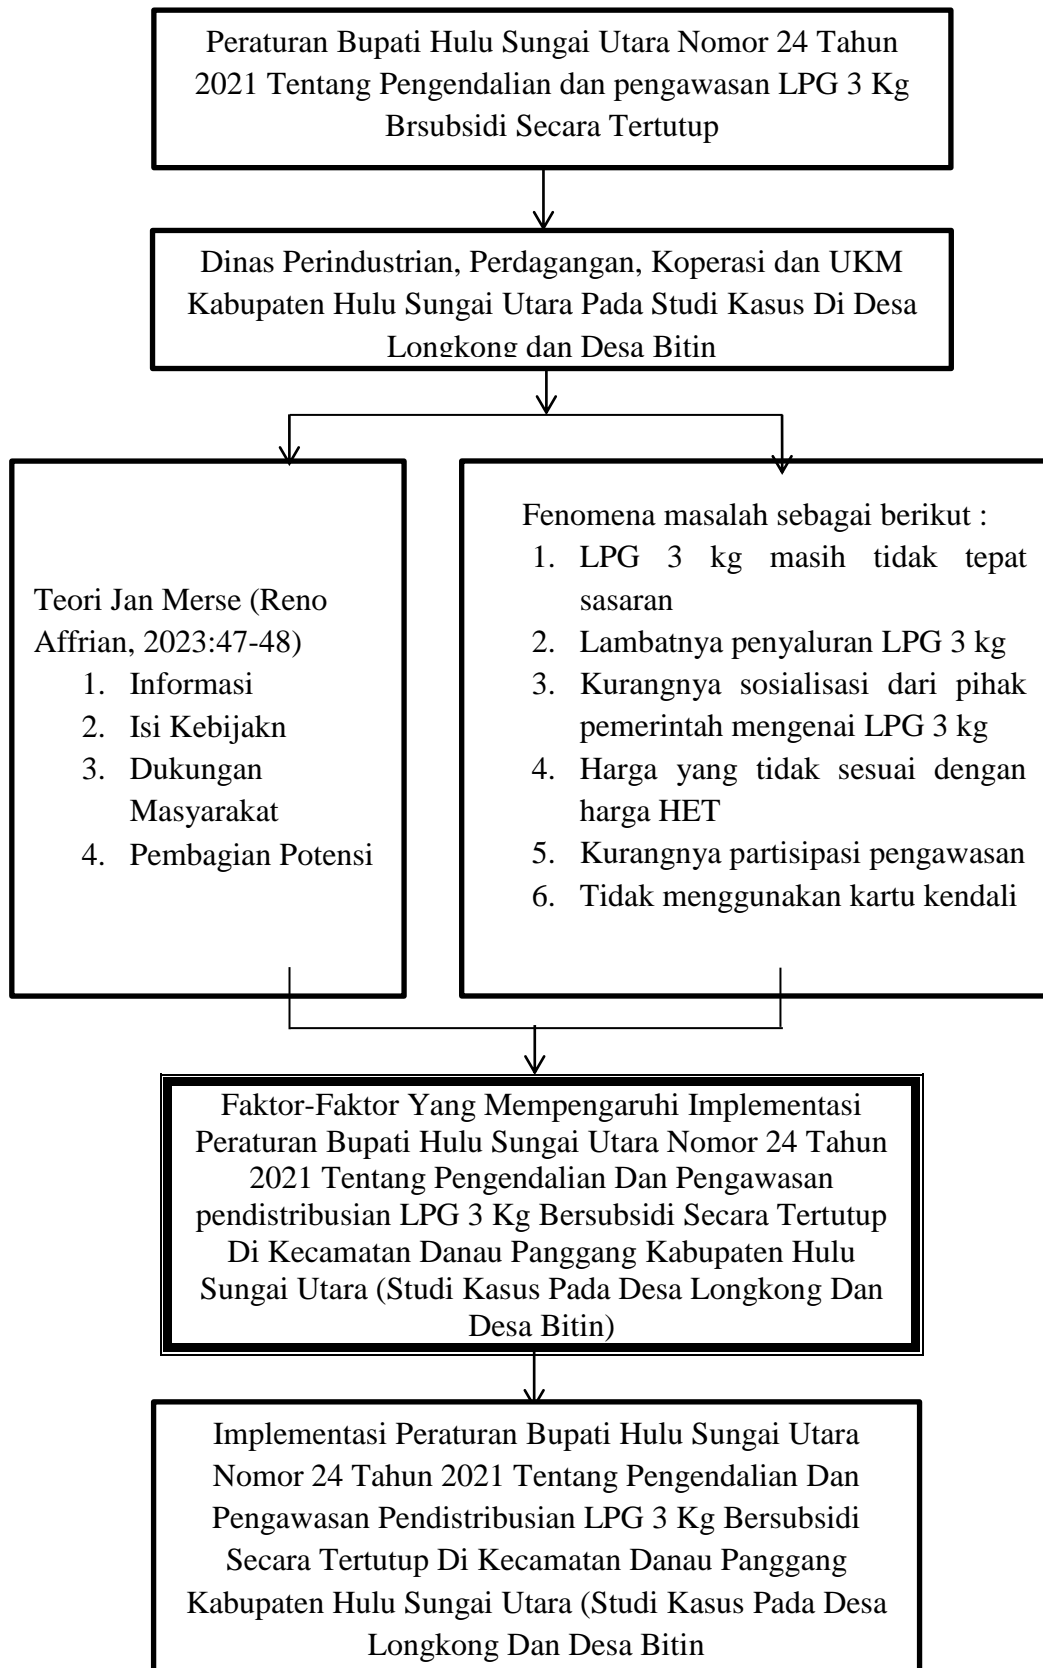 Peraturan Bupati Hulu Sungai Utara Nomor 24 Tahun
2021 Tentang Pengendalian dan pengawasan LPG 3 Kg
Brsubsidi Secara Tertutup
Dinas Perindustrian, Perdagangan, Koperasi dan UKM
Kabupaten Hulu Sungai Utara Pada Studi Kasus Di Desa
Longkong dan Desa Bitin
Teori Jan Merse (Reno
Affrian, 2023:47-48)
1. Informasi
2. Isi Kebijakn
3. Dukungan
Masyarakat
4. Pembagian Potensi
Fenomena masalah sebagai berikut :
1. LPG 3 kg masih tidak tepat
sasaran
2. Lambatnya penyaluran LPG 3 kg
3. Kurangnya sosialisasi dari pihak
pemerintah mengenai LPG 3 kg
4. Harga yang tidak sesuai dengan
harga HET
5. Kurangnya partisipasi pengawasan
6. Tidak menggunakan kartu kendali
Faktor-Faktor Yang Mempengaruhi Implementasi
Peraturan Bupati Hulu Sungai Utara Nomor 24 Tahun
2021 Tentang Pengendalian Dan Pengawasan
pendistribusian LPG 3 Kg Bersubsidi Secara Tertutup
Di Kecamatan Danau Panggang Kabupaten Hulu
Sungai Utara (Studi Kasus Pada Desa Longkong Dan
Desa Bitin)
Implementasi Peraturan Bupati Hulu Sungai Utara
Nomor 24 Tahun 2021 Tentang Pengendalian Dan
Pengawasan Pendistribusian LPG 3 Kg Bersubsidi
Secara Tertutup Di Kecamatan Danau Panggang
Kabupaten Hulu Sungai Utara (Studi Kasus Pada Desa
Longkong Dan Desa Bitin